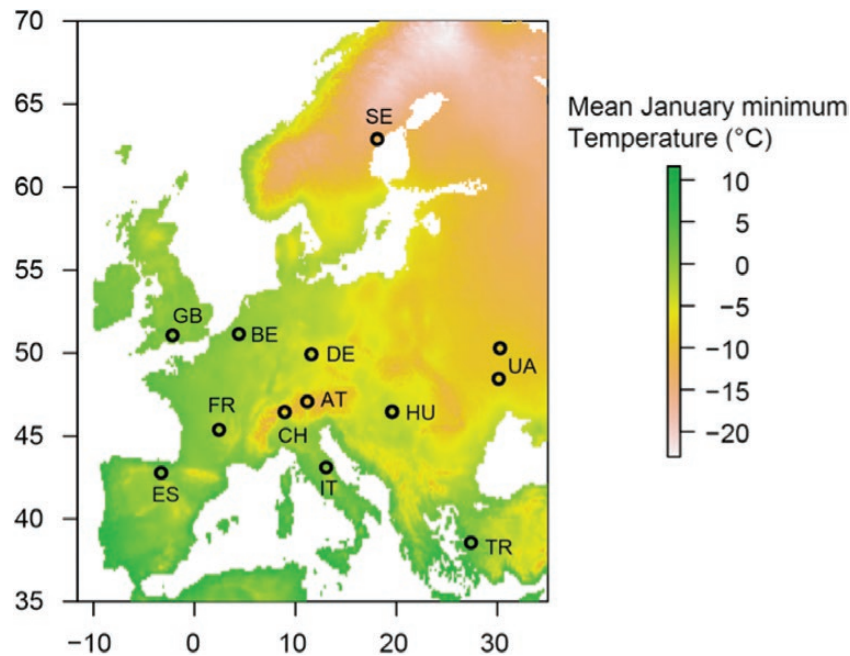 70
65
60
55
50
45
40
35
−10
0
10
20
30
SE
GB
BE
DE
UA
FR
AT
HU
CH
IT
ES
TR
Mean January minimum
Temperature (°C)
10
5
0
−5
−10
−15
−20